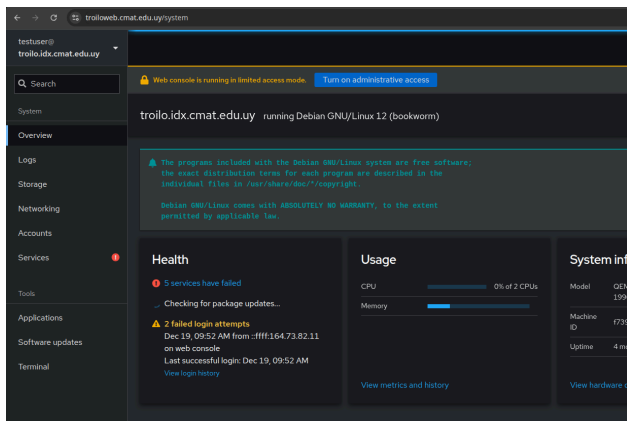 troiloweb.cmat.edu.uy/system
testuser@
troilo.idx.cmat.edu.uy
Search
Web console is running in limited access mode. Turn on administrative access
System
troilo.idx.cmat.edu.uy running Debian GNU/Linux 12 (bookworm)
Overview
Logs
Storage
Networking
Accounts
Services
Tools
Applications
Software updates
Terminal
The programs included with the Debian GNU/Linux system are free software;
the exact distribution terms for each program are described in the
individual files in /usr/share/doc/*/copyright.
Debian GNU/Linux comes with ABSOLUTELY NO WARRANTY, to the extent
permitted by applicable law.
Health
5 services have failed
Checking for package updates...
2 failed login attempts
Dec 19, 09:52 AM from ::ffff:164.73.82.11
on web console
Last successful login: Dec 19, 09:52 AM
View login history
Usage
CPU 0% of 2 CPUs
Memory
View metrics and history
System inf
Model QEM
199
Machine ID f739
Uptime 4 m
View hardware